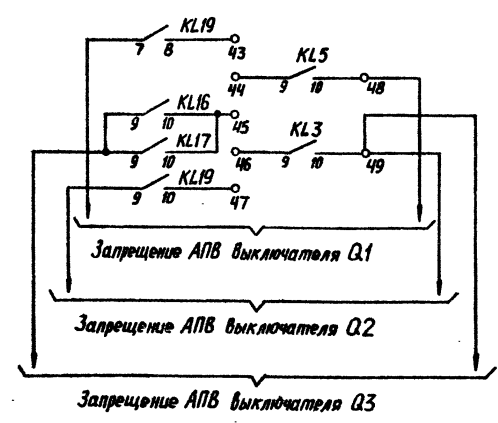 KL19
7 8 43
KL5
44 9 10 48
KL16
9 10 45
KL17
9 10
KL3
46 9 10 49
KL19
9 10 47
Запрещение АПВ выключателя Q1
Запрещение АПВ выключателя Q2
Запрещение АПВ выключателя Q3